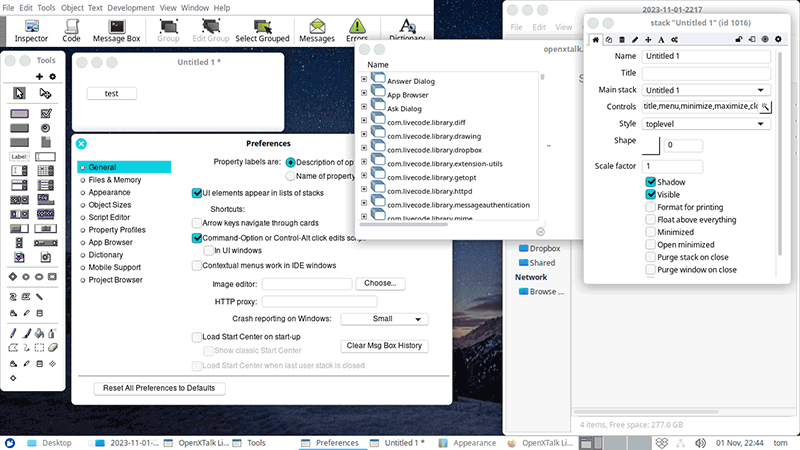 File Edit Tools Object Text Development View Window Help
Inspector Code Message Box Group Edit Group Select Grouped Messages Errors Dictionary
Tools
Label:
Untitled 1 *
test
Preferences
General
Files & Memory
Appearance
Object Sizes
Script Editor
Property Profiles
App Browser
Dictionary
Mobile Support
Project Browser
Property labels are: Description of op
Name of property
UI elements appear in lists of stacks
Shortcuts:
Arrow keys navigate through cards
Command-Option or Control-Alt click edits scrip
In UI windows
Contextual menus work in IDE windows
Image editor: Choose...
HTTP proxy:
Crash reporting on Windows: Small
Load Start Center on start-up
Show classic Start Center
Clear Msg Box History
Load Start Center when last user stack is closed
Reset All Preferences to Defaults
openxtalk.
Name
Answer Dialog
App Browser
Ask Dialog
com.livecode.library.diff
com.livecode.library.drawing
com.livecode.library.dropbox
com.livecode.library.extension-utils
com.livecode.library.getopt
com.livecode.library.httpd
com.livecode.library.messageauthentication
com.livecode.library.mime
2023-11-01-2217
File Edit
Dropbox
Shared
Network
Browse ...
4 items, Free space: 277.0 GB
stack "Untitled 1" (id 1016)
Name Untitled 1
Title
Main stack Untitled 1
Controls title,menu,minimize,maximize,clo
Style toplevel
Shape 0
Scale factor 1
Shadow
Visible
Format for printing
Float above everything
Minimized
Open minimized
Purge stack on close
Purge window on close
Desktop 2023-11-01-... OpenXTalk Li... Tools Preferences Untitled 1 * Appearance OpenXTalk Li... 01 Nov, 22:44 tom